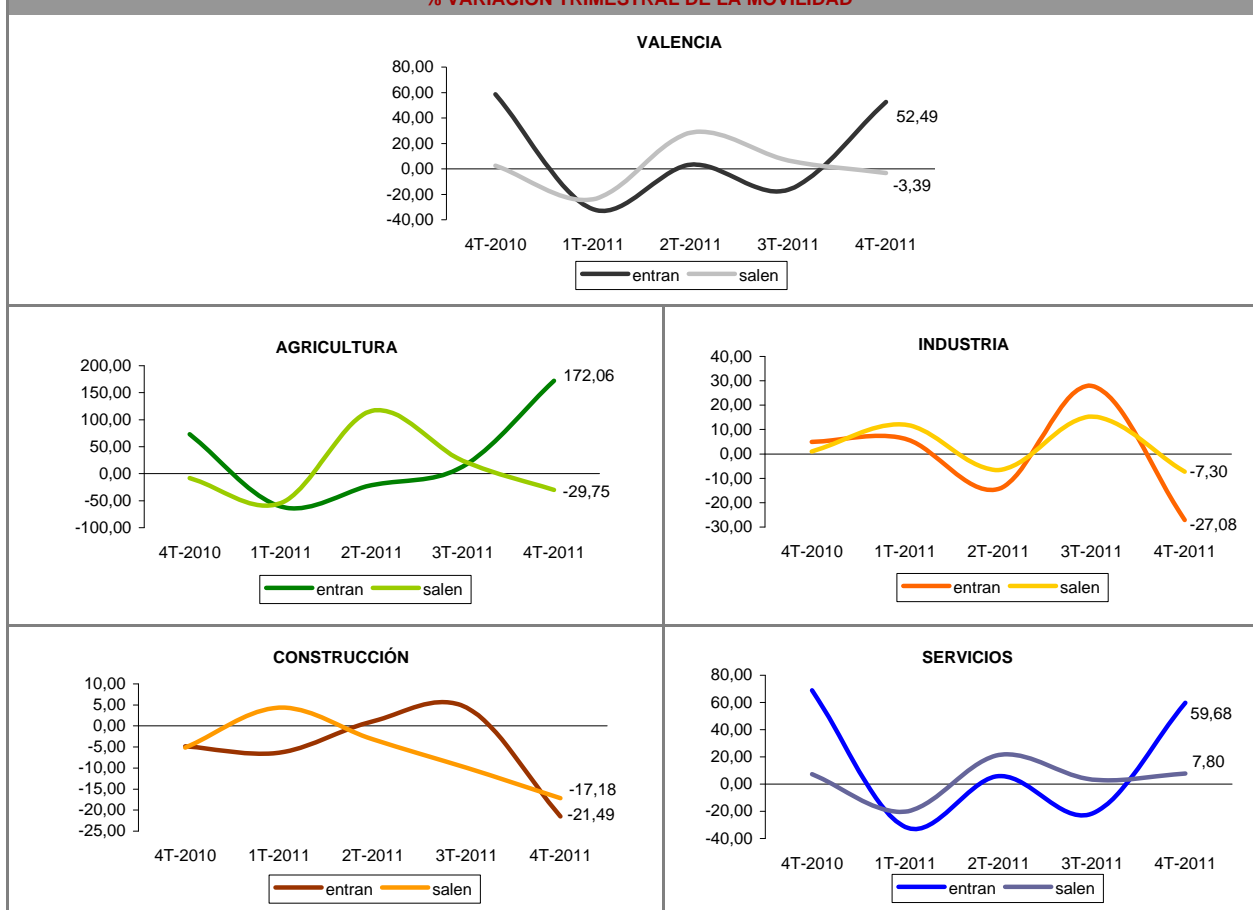 % VARIACIÓN TRIMESTRAL DE LA MOVILIDAD
VALENCIA
80,00
60,00
40,00
20,00
0,00
-20,00
-40,00
52,49
-3,39
4T-2010 1T-2011 2T-2011 3T-2011 4T-2011
entran salen
AGRICULTURA
200,00
150,00
100,00
50,00
0,00
-50,00
-100,00
172,06
-29,75
4T-2010 1T-2011 2T-2011 3T-2011 4T-2011
entran salen
INDUSTRIA
40,00
30,00
20,00
10,00
0,00
-10,00
-20,00
-30,00
-7,30
-27,08
4T-2010 1T-2011 2T-2011 3T-2011 4T-2011
entran salen
CONSTRUCCIÓN
10,00
5,00
0,00
-5,00
-10,00
-15,00
-20,00
-25,00
-17,18
-21,49
4T-2010 1T-2011 2T-2011 3T-2011 4T-2011
entran salen
SERVICIOS
80,00
60,00
40,00
20,00
0,00
-20,00
-40,00
59,68
7,80
4T-2010 1T-2011 2T-2011 3T-2011 4T-2011
entran salen